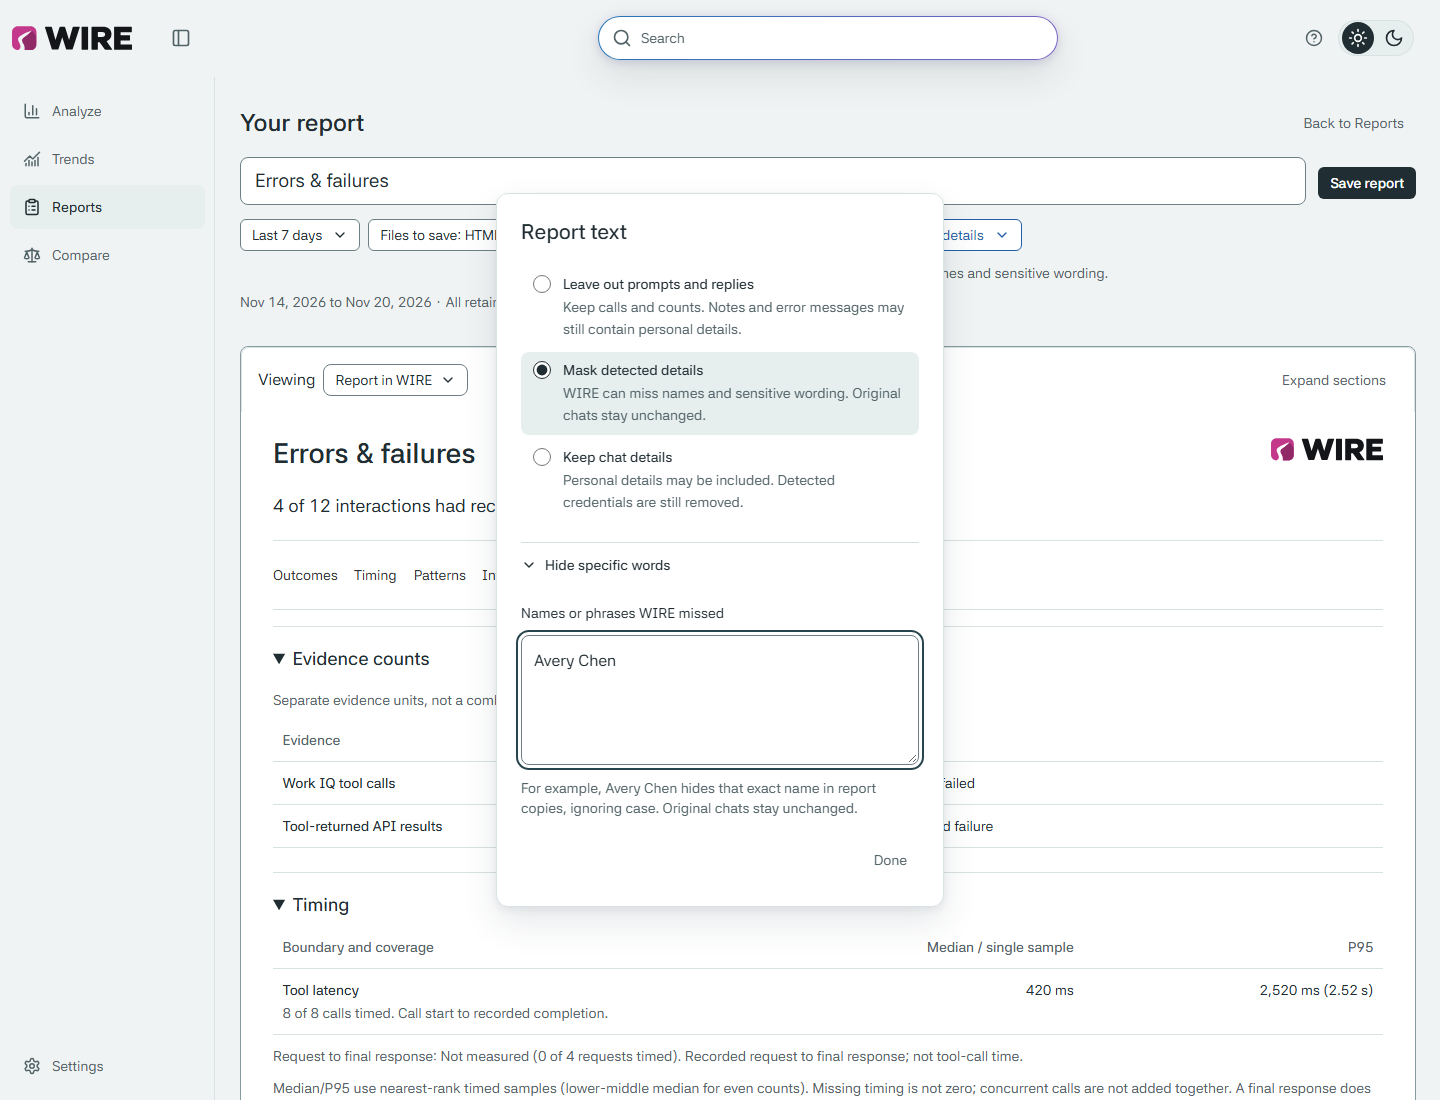 WIRE
Search
Analyze
Trends
Reports
Compare
Settings
Your report
Back to Reports
Errors & failures
Save report
Last 7 days
Files to save: HTM
details
and sensitive wording.
Nov 14, 2026 to Nov 20, 2026 · All
Viewing
Report in WIRE
Expand sections
Errors & failures
WIRE
4 of 12 interactions had
Outcomes Timing Patterns
Evidence counts
Separate evidence units, not a
Evidence
Work IQ tool calls
failed
Tool-returned API results
failure
Timing
Boundary and coverage
Median / single sample
P95
Tool latency
420 ms
2,520 ms (2.52 s)
8 of 8 calls timed. Call start to recorded completion.
Request to final response: Not measured (0 of 4 requests timed). Recorded request to final response; not tool-call time.
Median/P95 use nearest-rank timed samples (lower-middle median for even counts). Missing timing is not zero; concurrent calls are not added together. A final response does
Report text
Leave out prompts and replies
Keep calls and counts. Notes and error messages may
still contain personal details.
Mask detected details
WIRE can miss names and sensitive wording. Original
chats stay unchanged.
Keep chat details
Personal details may be included. Detected
credentials are still removed.
Hide specific words
Names or phrases WIRE missed
Avery Chen
For example, Avery Chen hides that exact name in report
copies, ignoring case. Original chats stay unchanged.
Done